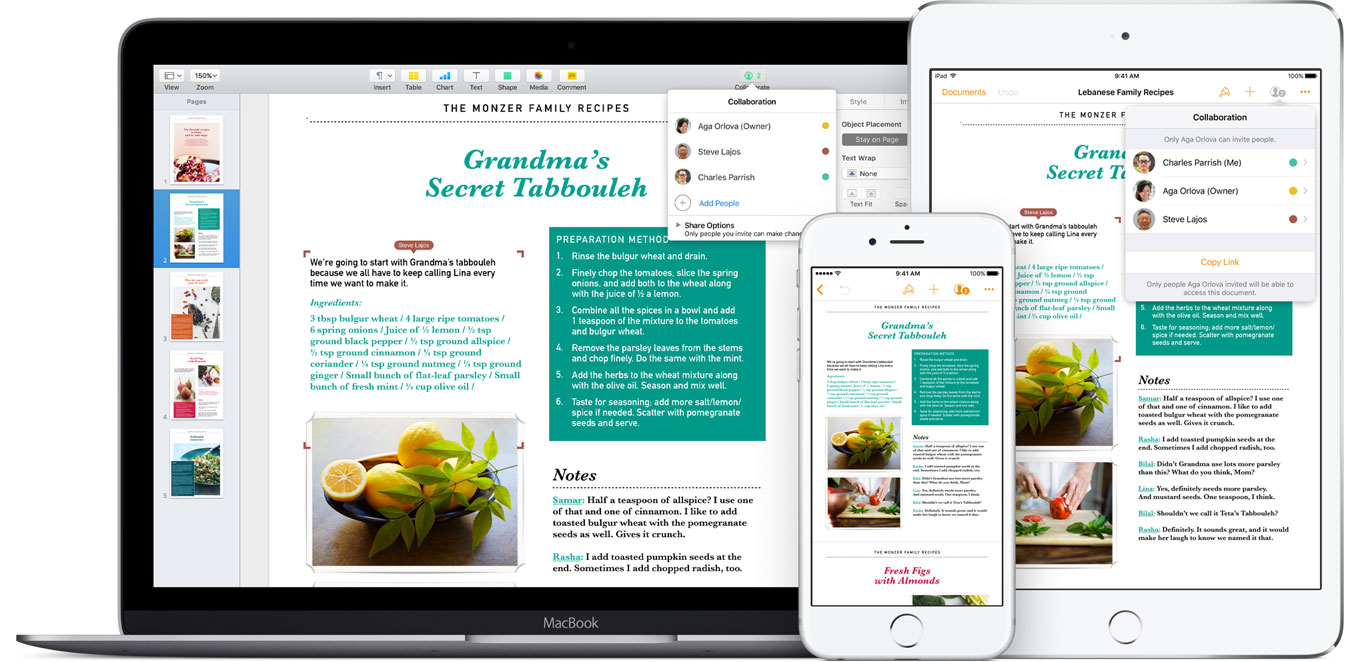 View
150%
Zoom
Insert
Table
Chart
Text
Shape
Media
Comment
2
Collaborate
Pages
1
2
3
4
5
THE MONZER FAMILY RECIPES
Grandma's
Secret Tabbouleh
Steve Lajos
We're going to start with Grandma's tabbouleh
because we all have to keep calling Lina every
time we want to make it.
Ingredients:
3 tbsp bulgur wheat / 4 large ripe tomatoes /
6 spring onions / Juice of ½ lemon / ½ tsp
ground black pepper / ½ tsp ground allspice /
½ tsp ground cinnamon / ¼ tsp ground
coriander / ¼ tsp ground nutmeg / ¼ tsp ground
ginger / Small bunch of flat-leaf parsley / Small
bunch of fresh mint / ⅓ cup olive oil /
PREPARATION METHOD
1. Rinse the bulgur wheat and drain.
2. Finely chop the tomatoes, slice the spring
onions, and add both to the wheat along
with the juice of ½ a lemon.
3. Combine all the spices in a bowl and add
1 teaspoon of the mixture to the tomatoes
and bulgur wheat.
4. Remove the parsley leaves from the stems
and chop finely. Do the same with the mint.
5. Add the herbs to the wheat mixture along
with the olive oil. Season and mix well.
6. Taste for seasoning; add more salt/lemon/
spice if needed. Scatter with pomegranate
seeds and serve.
Notes
Samar: Half a teaspoon of allspice? I use one
of that and one of cinnamon. I like to add
toasted bulgur wheat with the pomegranate
seeds as well. Gives it crunch.
Rasha: I add toasted pumpkin seeds at the
end. Sometimes I add chopped radish, too.
Collaboration
Aga Orlova (Owner)
Steve Lajos
Charles Parrish
Add People
Share Options
Only people you invite can make chan
Style
Object Placement
Stay on Page
Text Wrap
None
Text Fit
MacBook
9:41 AM
100%
2
THE MONZER FAMILY RECIPES
Grandma's
Secret Tabbouleh
PREPARATION METHOD
Notes
THE MONZER FAMILY RECIPES
Fresh Figs
with Almonds
iPad
9:41 AM
100%
Documents
Undo
Lebanese Family Recipes
THE MONZER F
Steve Lajos
Collaboration
Only Aga Orlova can invite people.
Charles Parrish (Me)
Aga Orlova (Owner)
Steve Lajos
Copy Link
Only people Aga Orlova invited will be able to
access this document.
5. Add the herbs to the wheat mixture along
with the olive oil. Season and mix well.
6. Taste for seasoning; add more salt/lemon/
spice if needed. Scatter with pomegranate
seeds and serve.
Notes
Samar: Half a teaspoon of allspice? I use one
of that and one of cinnamon. I like to add
toasted bulgur wheat with the pomegranate
seeds as well. Gives it crunch.
Rasha: I add toasted pumpkin seeds at the
end. Sometimes I add chopped radish, too.
Bilal: Didn't Grandma use lots more parsley
than this? What do you think, Mom?
Lina: Yes, definitely needs more parsley.
And mustard seeds. One teaspoon, I think.
Bilal: Shouldn't we call it Teta's Tabbouleh?
Rasha: Definitely. It sounds great, and it would
make her laugh to know we named it that.